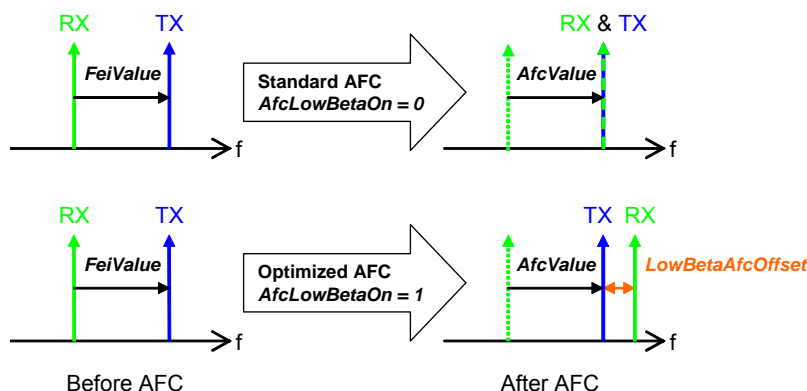 RX TX
FeiValue
f
Standard AFC
AfcLowBetaOn = 0
RX & TX
AfcValue
f
RX TX
FeiValue
f
Optimized AFC
AfcLowBetaOn = 1
TX RX
AfcValue
LowBetaAfcOffset
f
Before AFC
After AFC